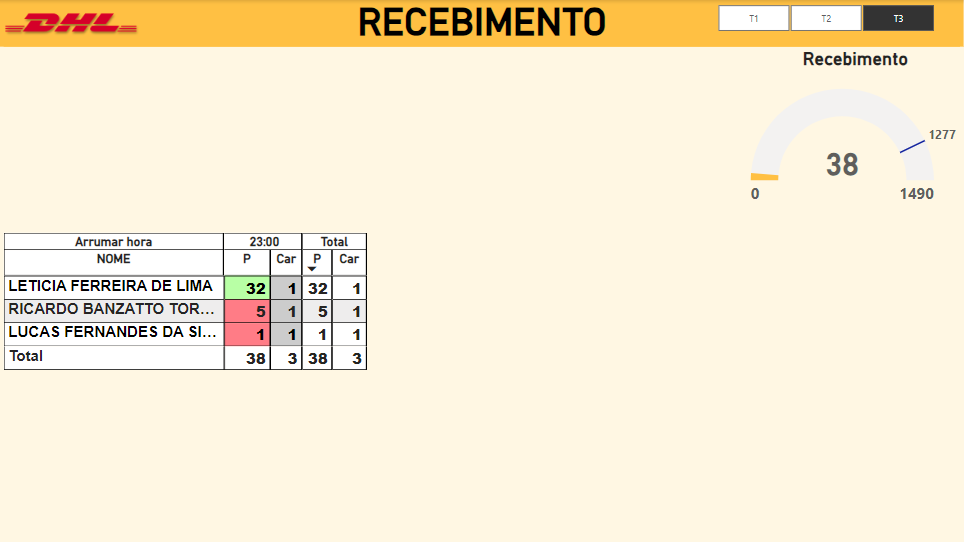 DHL
RECEBIMENTO
T1 T2 T3
Recebimento
1277
38
0 1490
Arrumar hora 23:00 Total
NOME P Car P Car
LETICIA FERREIRA DE LIMA 32 1 32 1
RICARDO BANZATTO TOR... 5 1 5 1
LUCAS FERNANDES DA SI... 1 1 1 1
Total 38 3 38 3